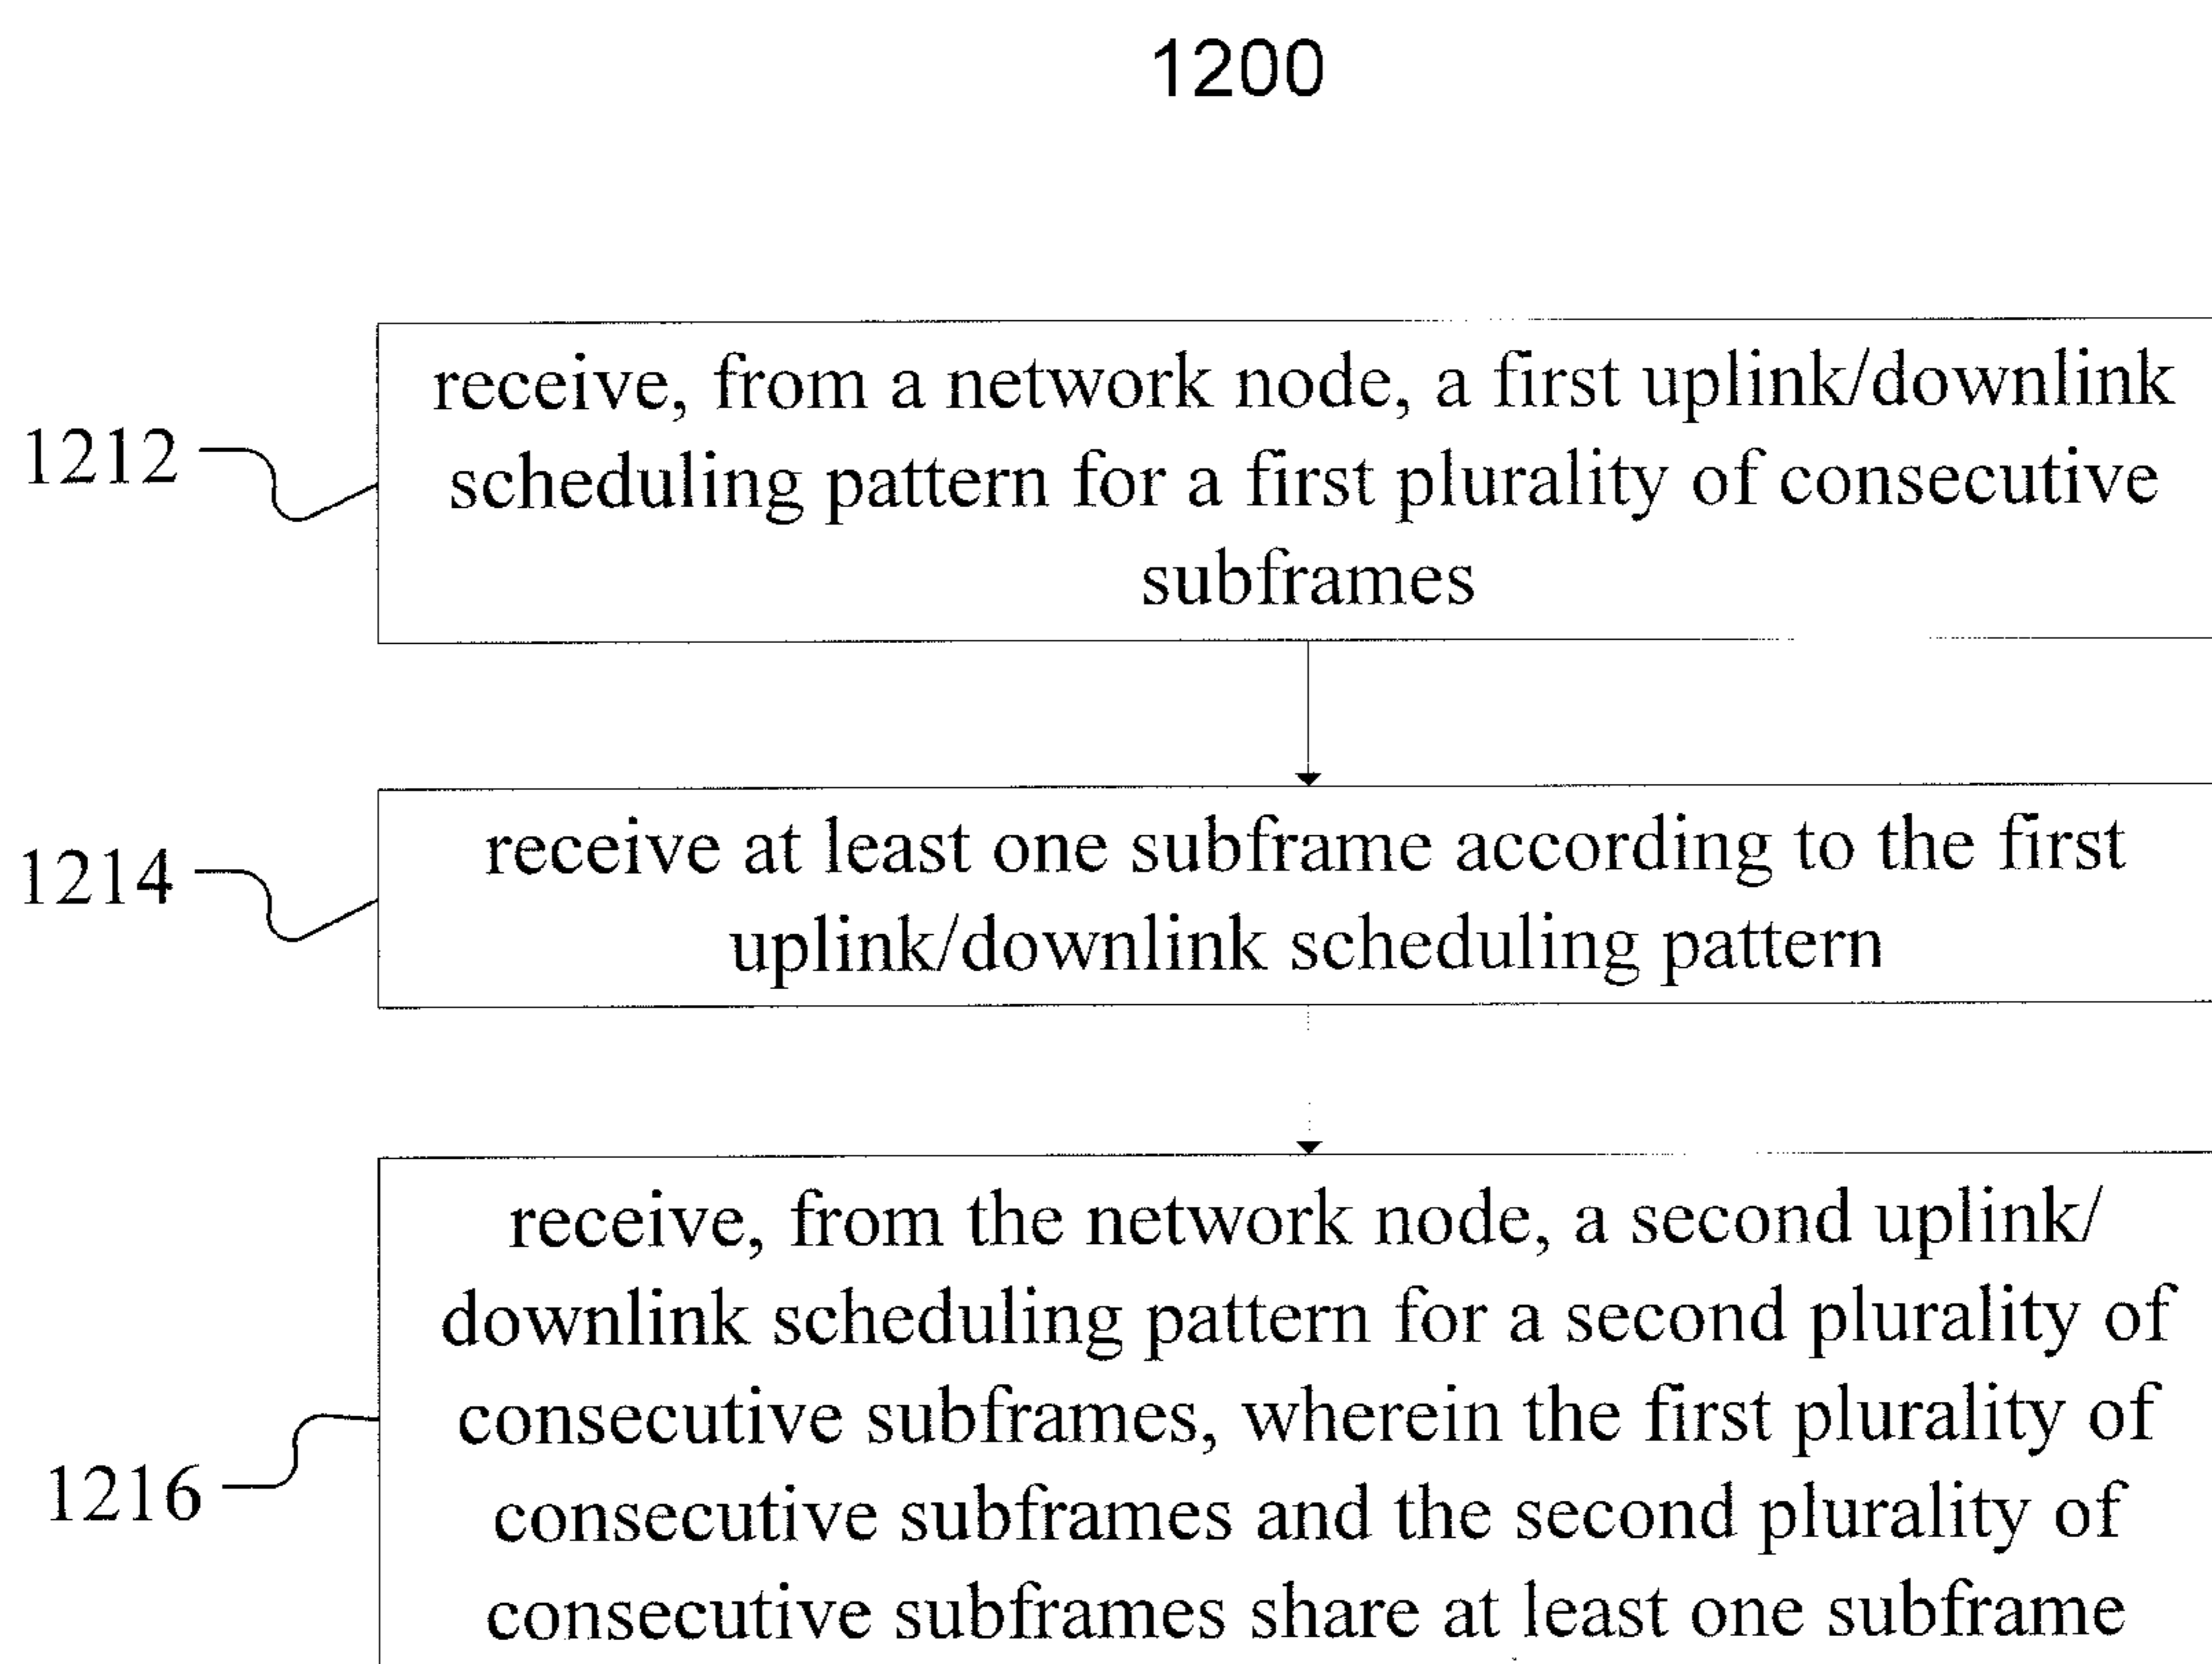 1200
1212
receive, from a network node, a first uplink/downlink
scheduling pattern for a first plurality of consecutive
subframes
1214
receive at least one subframe according to the first
uplink/downlink scheduling pattern
1216
receive, from the network node, a second uplink/
downlink scheduling pattern for a second plurality of
consecutive subframes, wherein the first plurality of
consecutive subframes and the second plurality of
consecutive subframes share at least one subframe